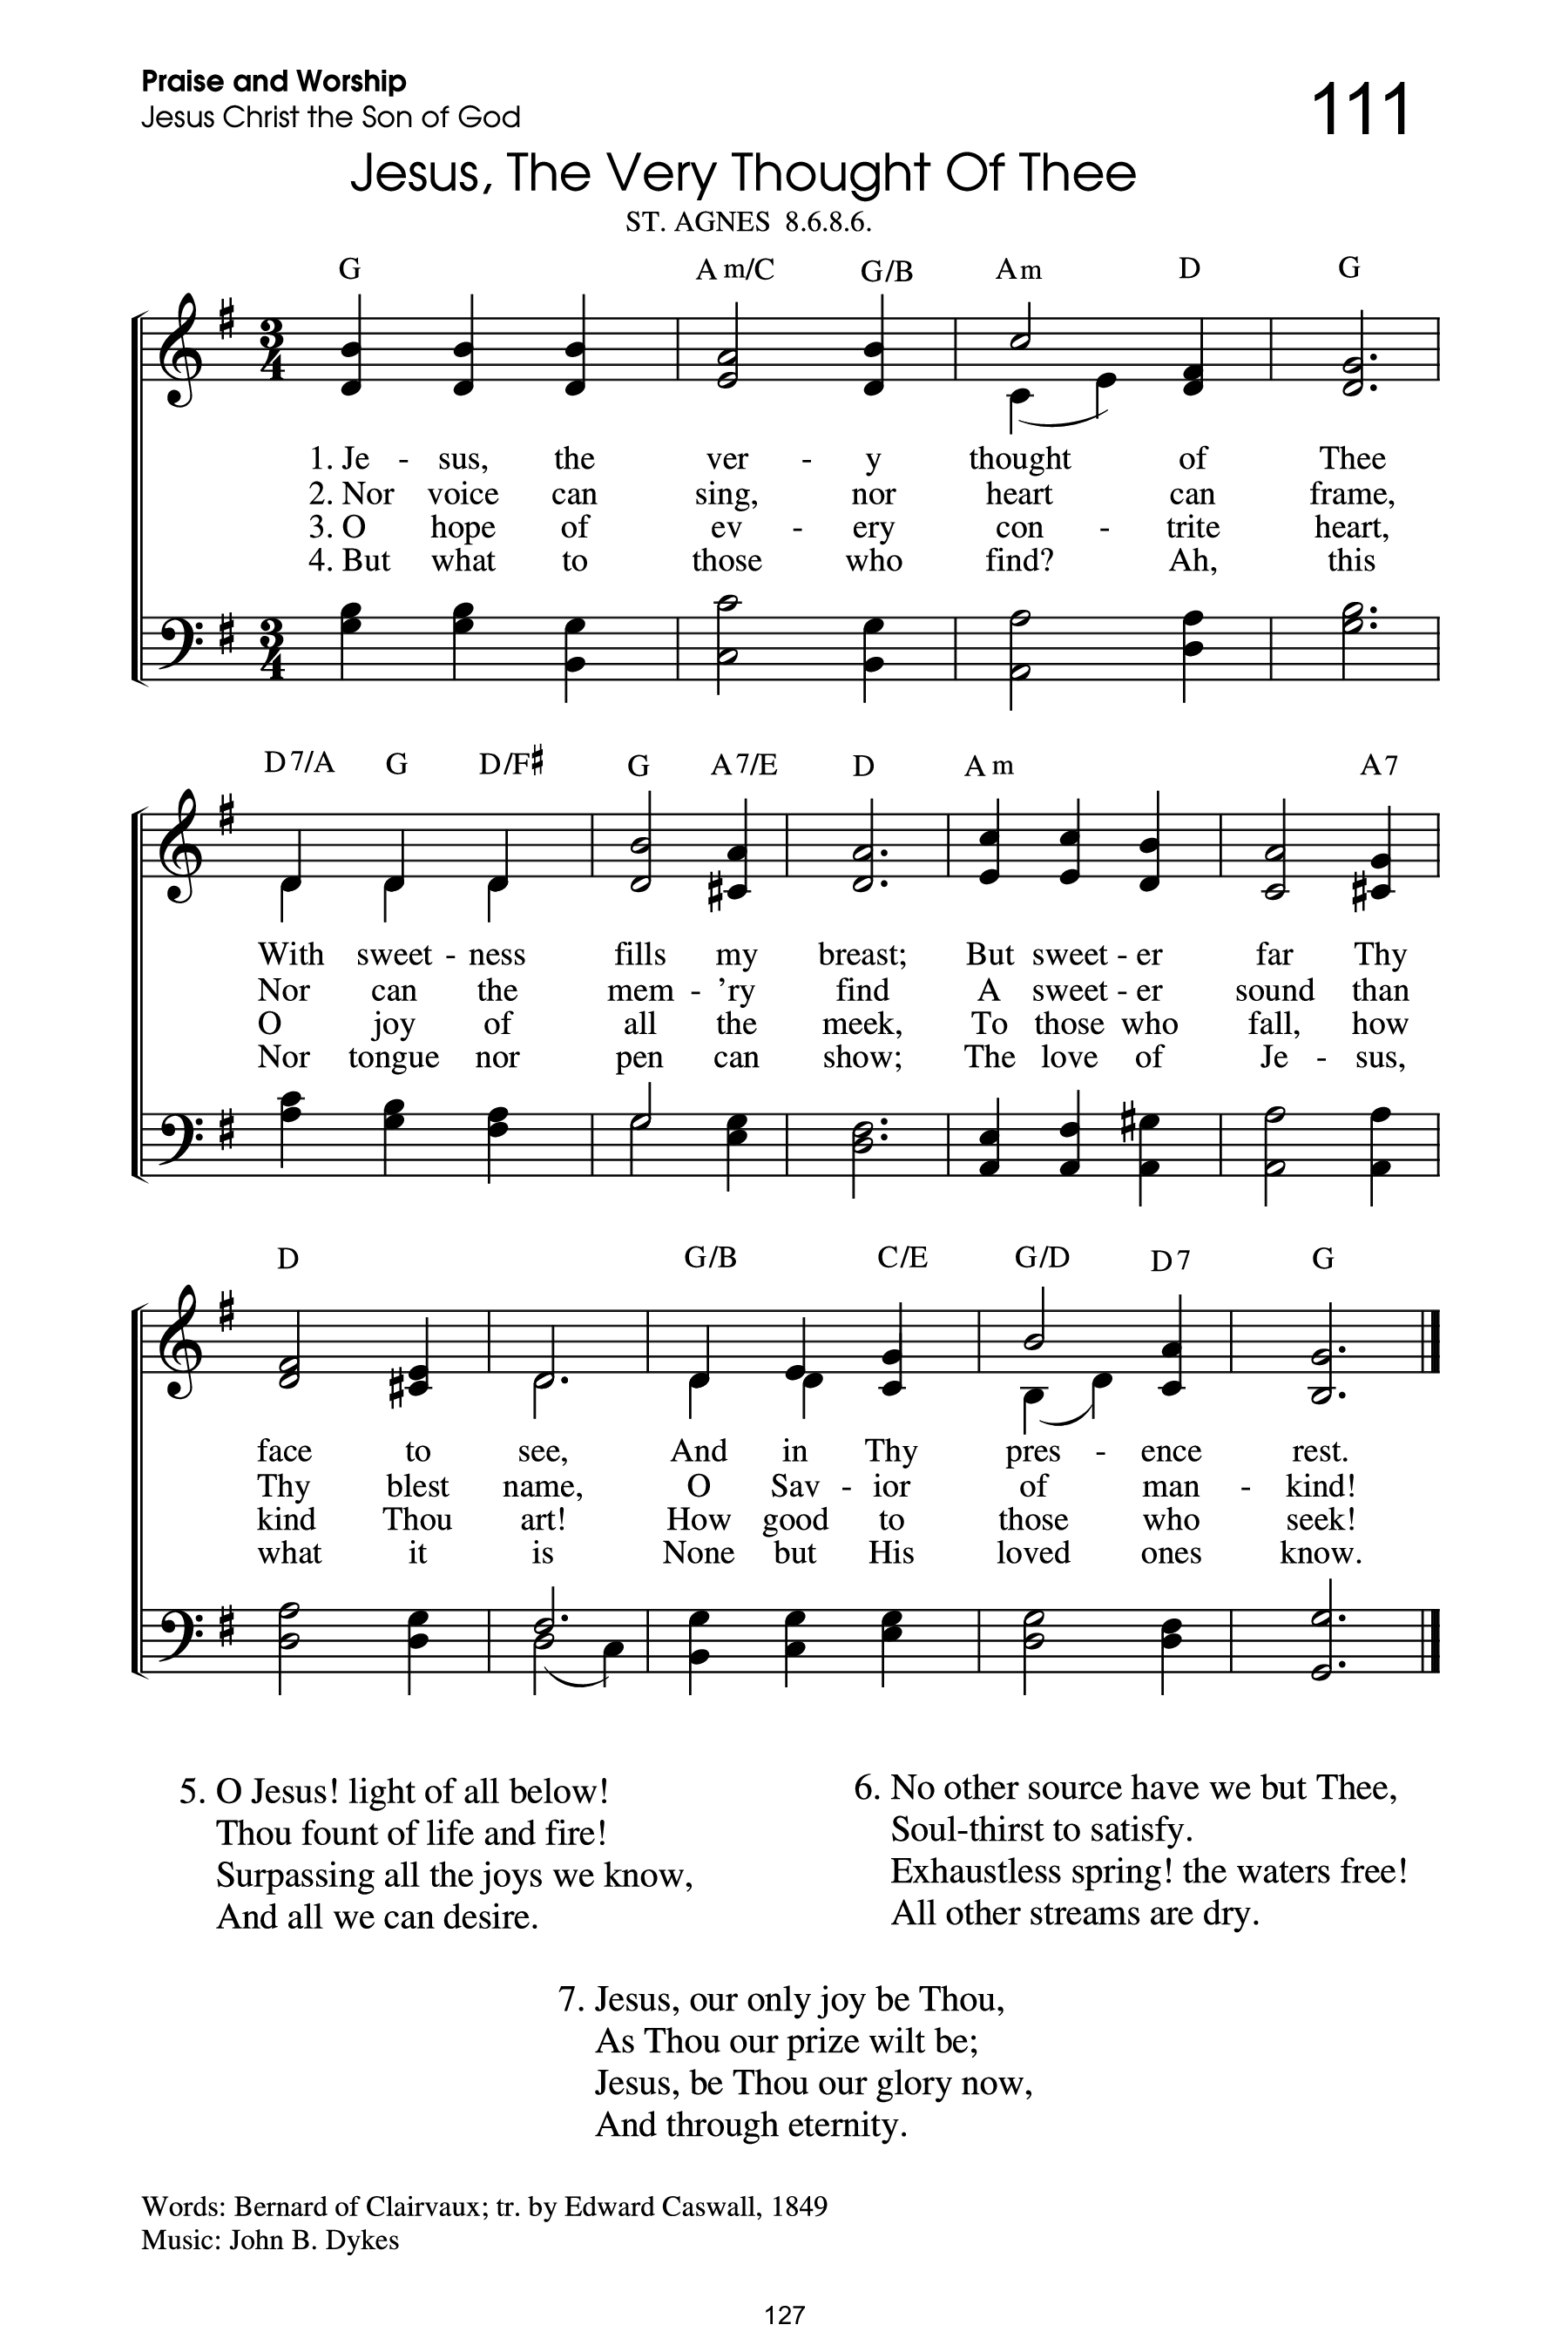 Praise and Worship
Jesus Christ the Son of God
111
Jesus, The Very Thought Of Thee
ST. AGNES 8.6.8.6.
G Am/C G/B Am D G
3/4
1. Je - sus, the ver - y thought of Thee
2. Nor voice can sing, nor heart can frame,
3. O hope of ev - ery con - trite heart,
4. But what to those who find? Ah, this
3/4
D7/A G D/F♯ G A7/E D Am A7
With sweet - ness fills my breast; But sweet - er far Thy
Nor can the mem - ’ry find A sweet - er sound than
O joy of all the meek, To those who fall, how
Nor tongue nor pen can show; The love of Je - sus,
D G/B C/E G/D D7 G
face to see, And in Thy pres - ence rest.
Thy blest name, O Sav - ior of man - kind!
kind Thou art! How good to those who seek!
what it is None but His loved ones know.
5. O Jesus! light of all below!
Thou fount of life and fire!
Surpassing all the joys we know,
And all we can desire.
6. No other source have we but Thee,
Soul-thirst to satisfy.
Exhaustless spring! the waters free!
All other streams are dry.
7. Jesus, our only joy be Thou,
As Thou our prize wilt be;
Jesus, be Thou our glory now,
And through eternity.
Words: Bernard of Clairvaux; tr. by Edward Caswall, 1849
Music: John B. Dykes
127